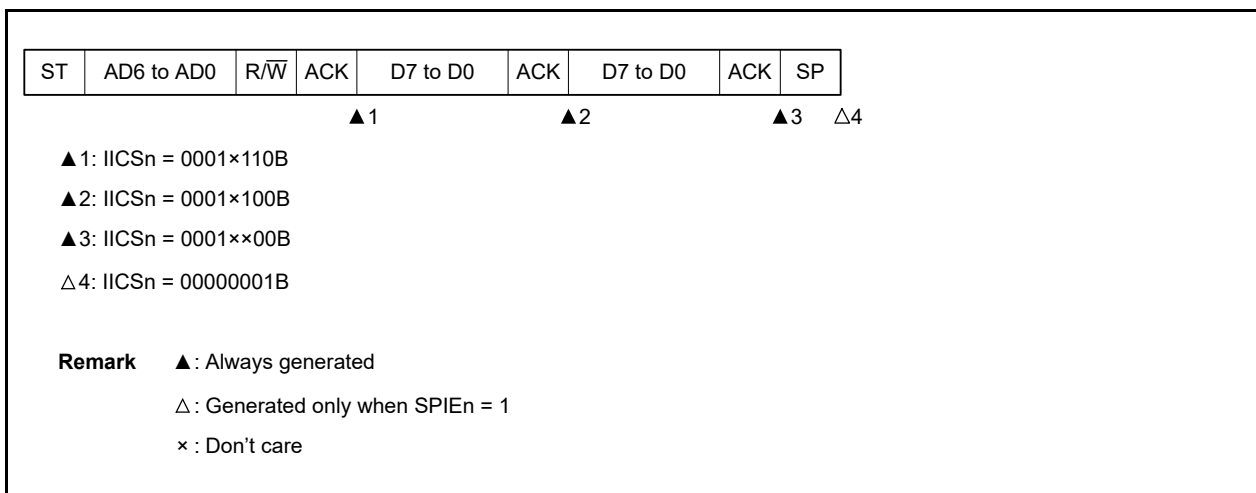 ST AD6 to AD0 R/W̅ ACK D7 to D0 ACK D7 to D0 ACK SP
▲1 ▲2 ▲3 △4
▲1: IICSn = 0001×110B
▲2: IICSn = 0001×100B
▲3: IICSn = 0001××00B
△4: IICSn = 00000001B
Remark ▲: Always generated
△: Generated only when SPIEn = 1
×: Don't care